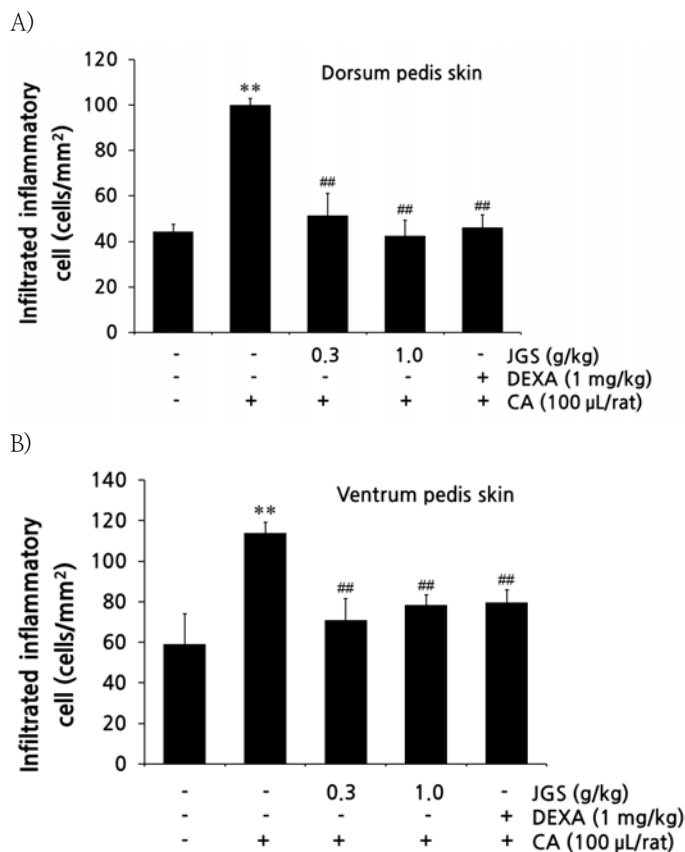 A)
120
100
80
60
40
20
0
Infiltrated inflammatory
cell (cells/mm²)
Dorsum pedis skin
**
##
##
##
- - 0.3 1.0 - JGS (g/kg)
- - - - + DEXA (1 mg/kg)
- + + + + CA (100 µL/rat)
B)
140
120
100
80
60
40
20
0
Infiltrated inflammatory
cell (cells/mm²)
Ventrum pedis skin
**
##
##
##
- - 0.3 1.0 - JGS (g/kg)
- - - - + DEXA (1 mg/kg)
- + + + + CA (100 µL/rat)